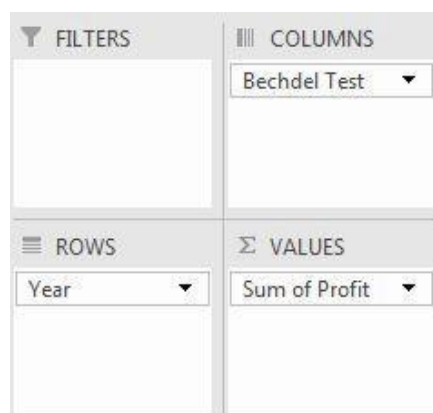 FILTERS
COLUMNS
Bechdel Test
ROWS
Σ VALUES
Year
Sum of Profit